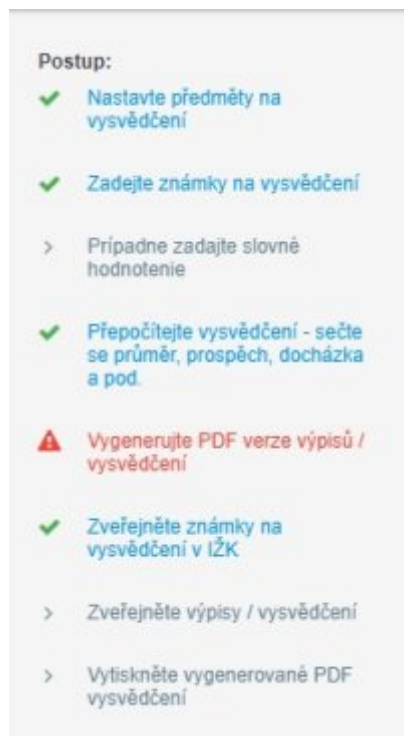 Postup:
Nastavte předměty na
vysvědčení
Zadejte známky na vysvědčení
Prípadne zadajte slovné
hodnotenie
Přepočítejte vysvědčení - sečte
se průměr, prospěch, docházka
a pod.
Vygenerujte PDF verze výpisů /
vysvědčení
Zveřejněte známky na
vysvědčení v IŽK
Zveřejněte výpisy / vysvědčení
Vytiskněte vygenerované PDF
vysvědčení